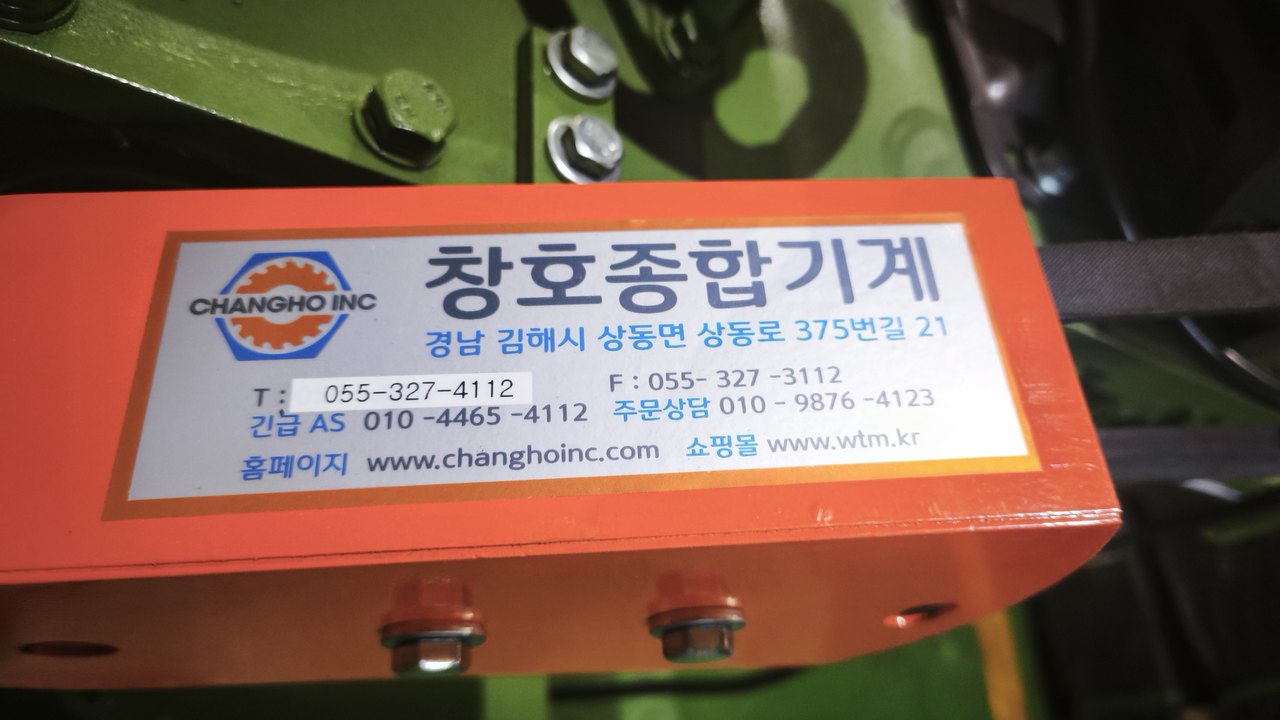 CHANGHO INC
창호종합기계
경남 김해시 상동면 상동로 375번길 21
T : 055-327-4112 F : 055- 327 -3112
긴급 AS 010 -4465 -4112 주문상담 010 - 9876 -4123
홈페이지 www.changhoinc.com 쇼핑몰 www.wtm.kr